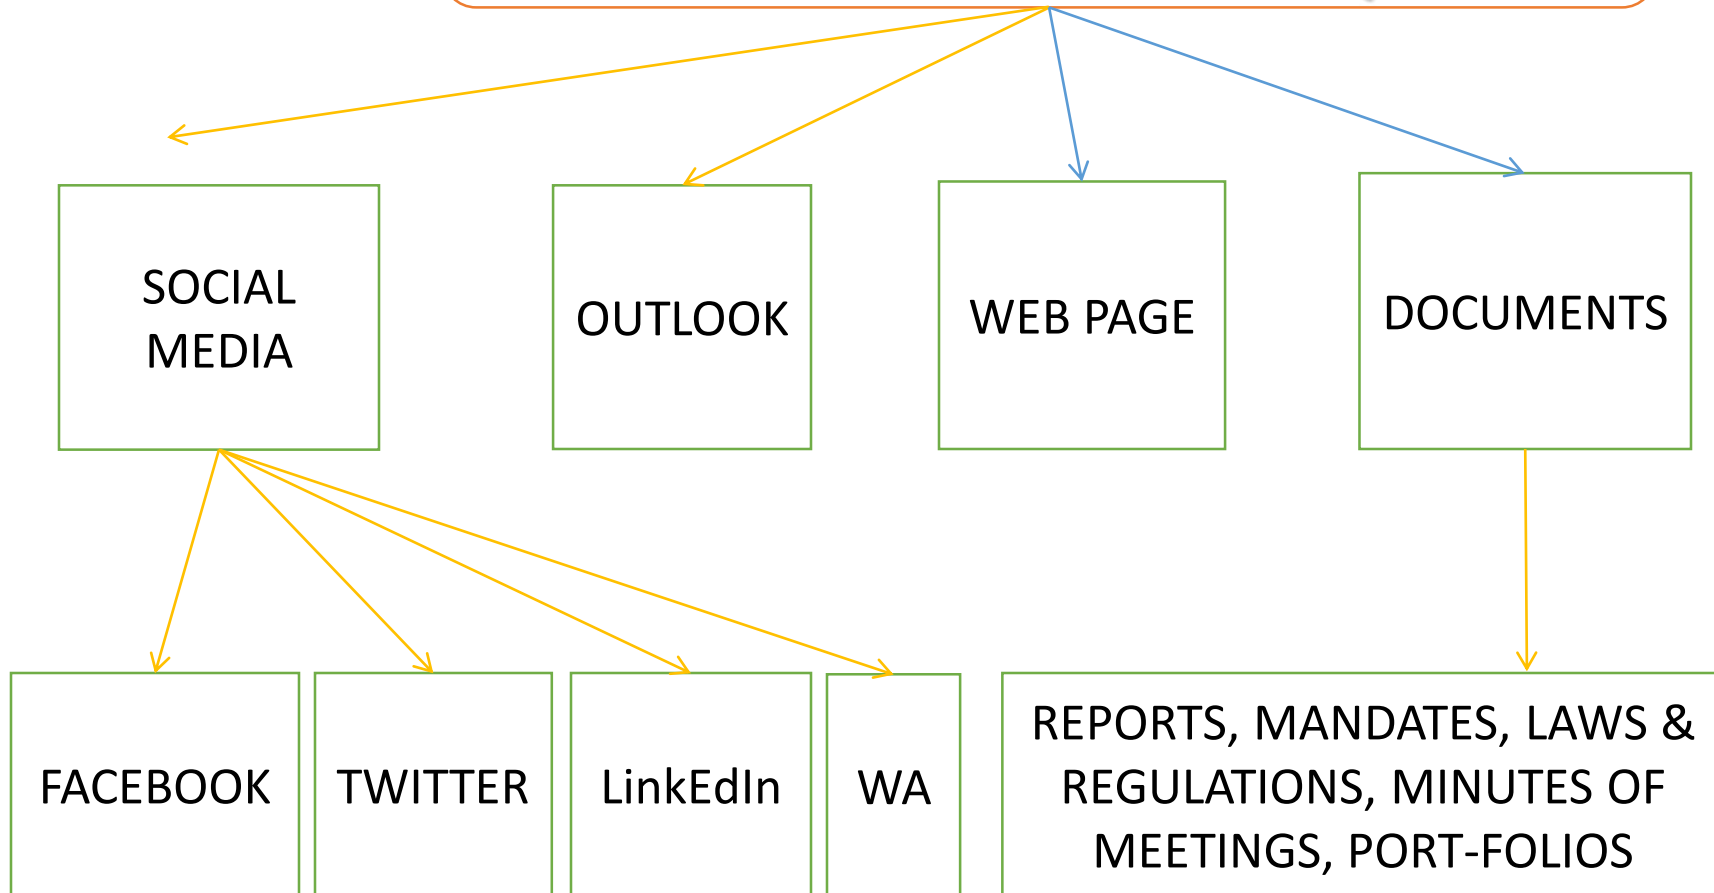 SOCIAL
MEDIA
OUTLOOK
WEB PAGE
DOCUMENTS
FACEBOOK
TWITTER
LinkEdIn
WA
REPORTS, MANDATES, LAWS &
REGULATIONS, MINUTES OF
MEETINGS, PORT-FOLIOS